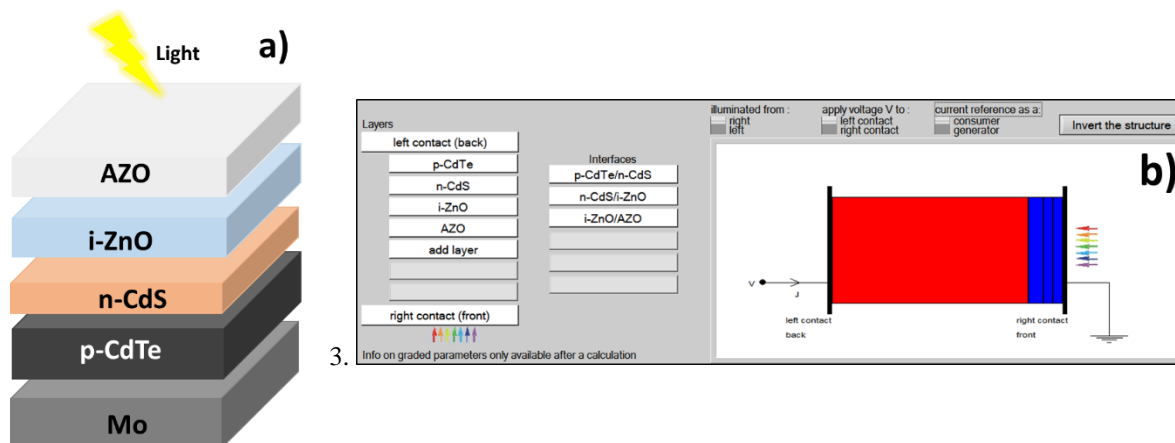 Light
a)
AZO
i-ZnO
n-CdS
p-CdTe
Mo
3.
Layers
left contact (back)
p-CdTe
n-CdS
i-ZnO
AZO
add layer
right contact (front)
Info on graded parameters only available after a calculation
Interfaces
p-CdTe/n-CdS
n-CdS/i-ZnO
i-ZnO/AZO
illuminated from :
right
left
apply voltage V to :
left contact
right contact
current reference as a:
consumer
generator
Invert the structure
b)
V
J
left contact
back
right contact
front